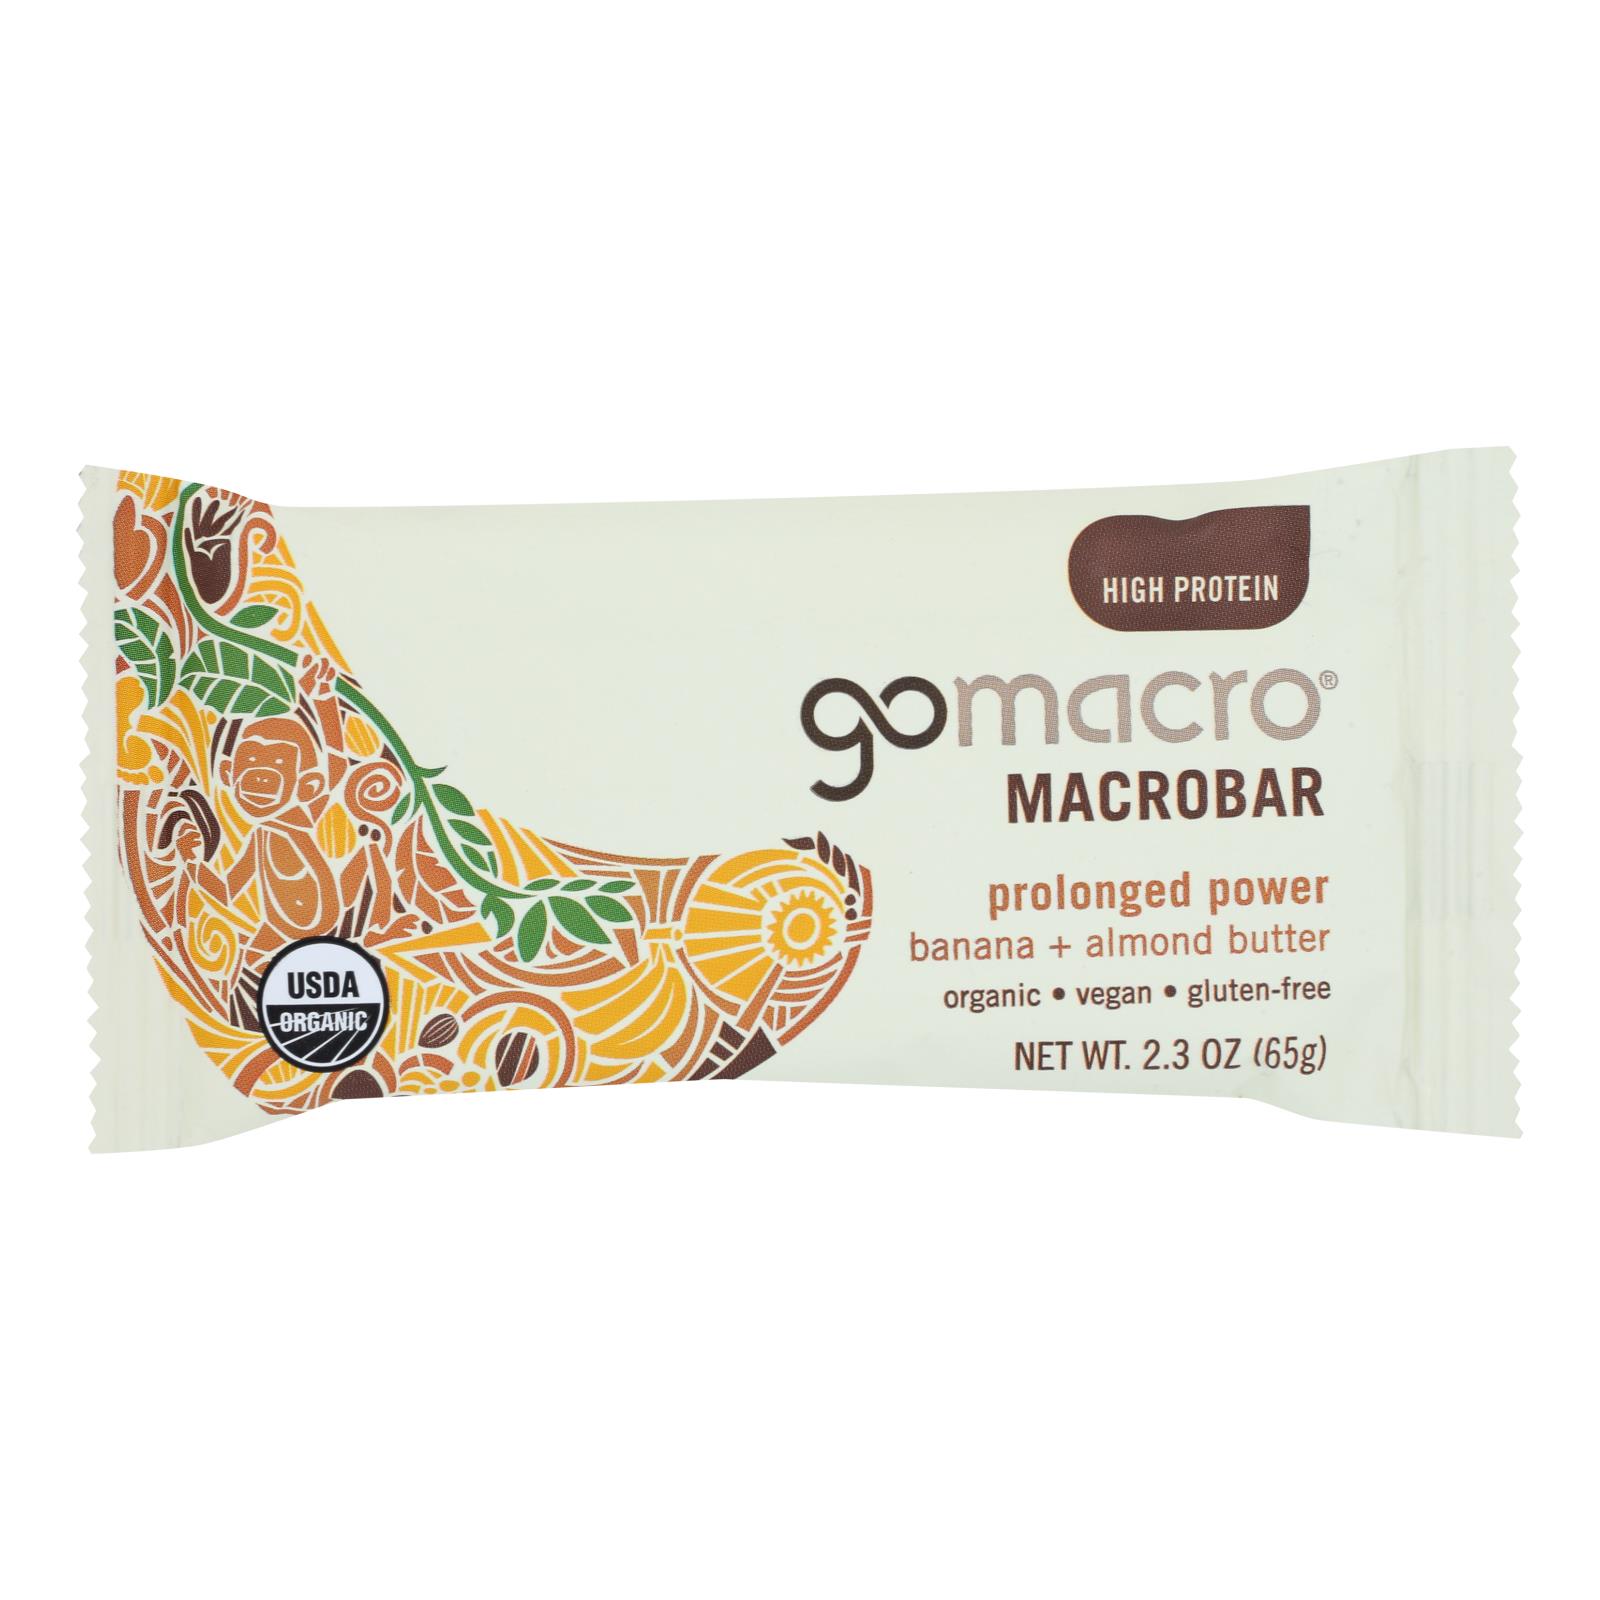 HIGH PROTEIN
gomacro®
MACROBAR
prolonged power
banana + almond butter
organic • vegan • gluten-free
NET WT. 2.3 OZ (65g)
USDA
ORGANIC